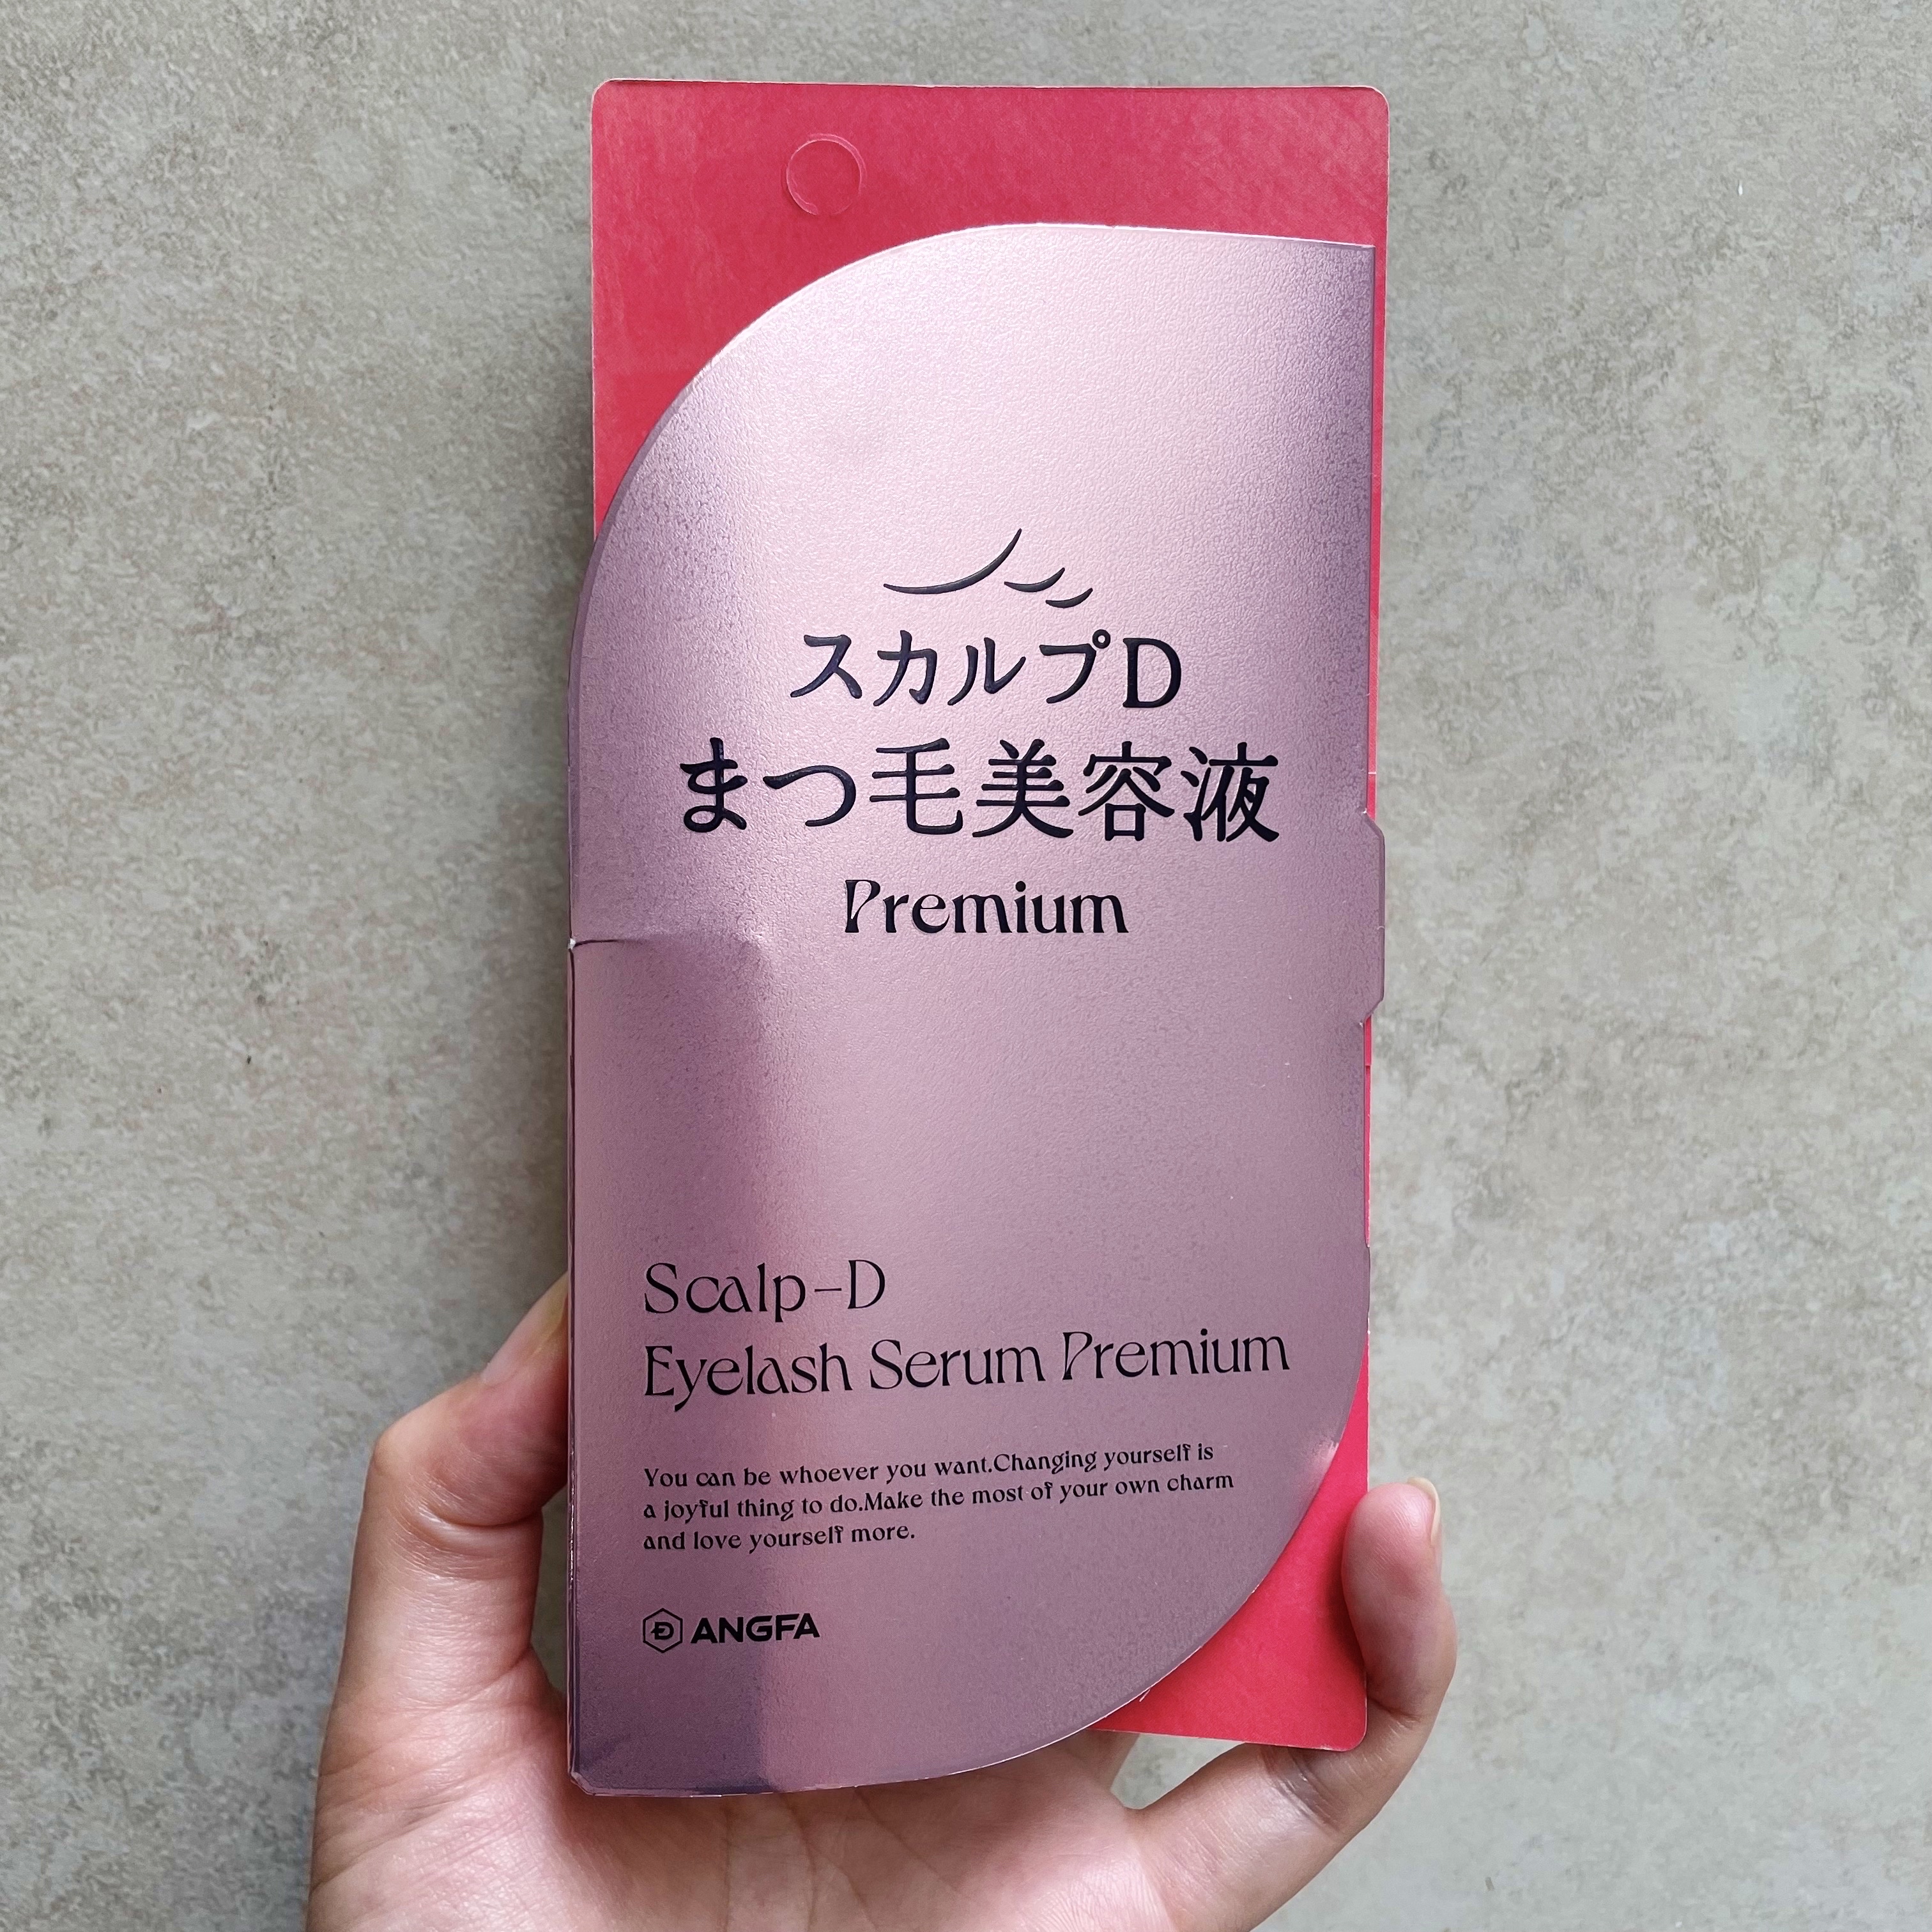 スカルプD
まつ毛美容液
Premium
Scalp-D
Eyelash Serum Premium
You can be whoever you want.Changing yourself is
a joyful thing to do.Make the most of your own charm
and love yourself more.
ANGFA